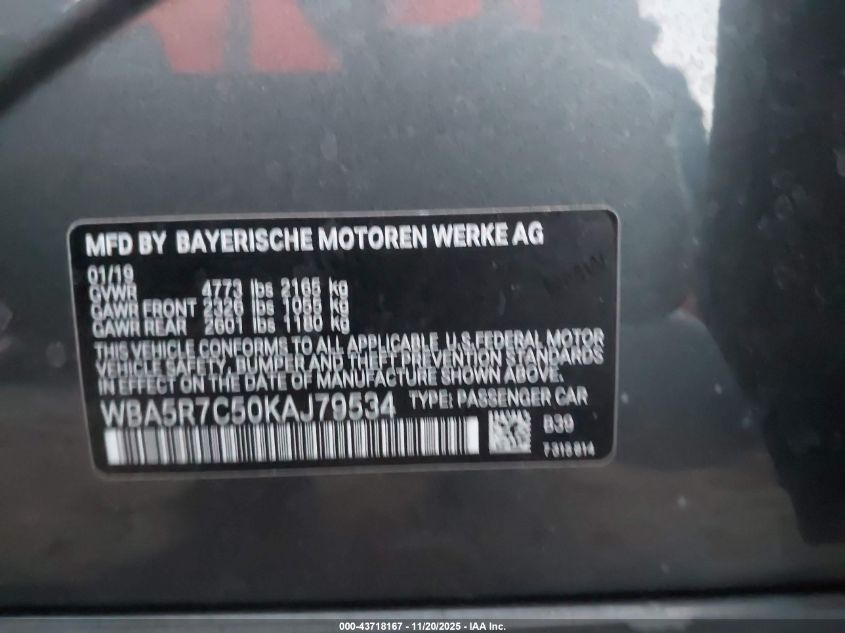 MFD BY BAYERISCHE MOTOREN WERKE AG
01/19
GVWR 4773 lbs 2165 kg
GAWR FRONT 2326 lbs 1055 kg
GAWR REAR 2601 lbs 1180 kg
THIS VEHICLE CONFORMS TO ALL APPLICABLE U.S.FEDERAL MOTOR
VEHICLE SAFETY, BUMPER AND THEFT PREVENTION STANDARDS
IN EFFECT ON THE DATE OF MANUFACTURE SHOWN ABOVE.
WBA5R7C50KAJ79534 TYPE: PASSENGER CAR
B39
7 315 814
000-43718167 - 11/20/2025 - IAA Inc.